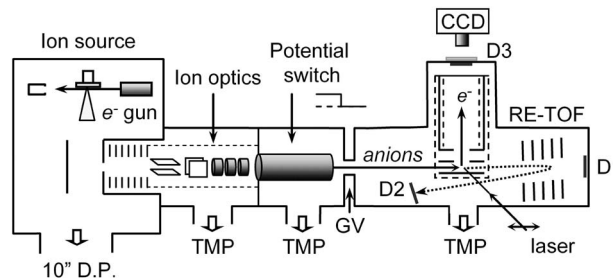 CCD
D3
Ion source
Potential
switch
Ion optics
e- gun
e-
RE-TOF
anions
D
D2
GV
TMP
TMP
TMP
laser
10” D.P.